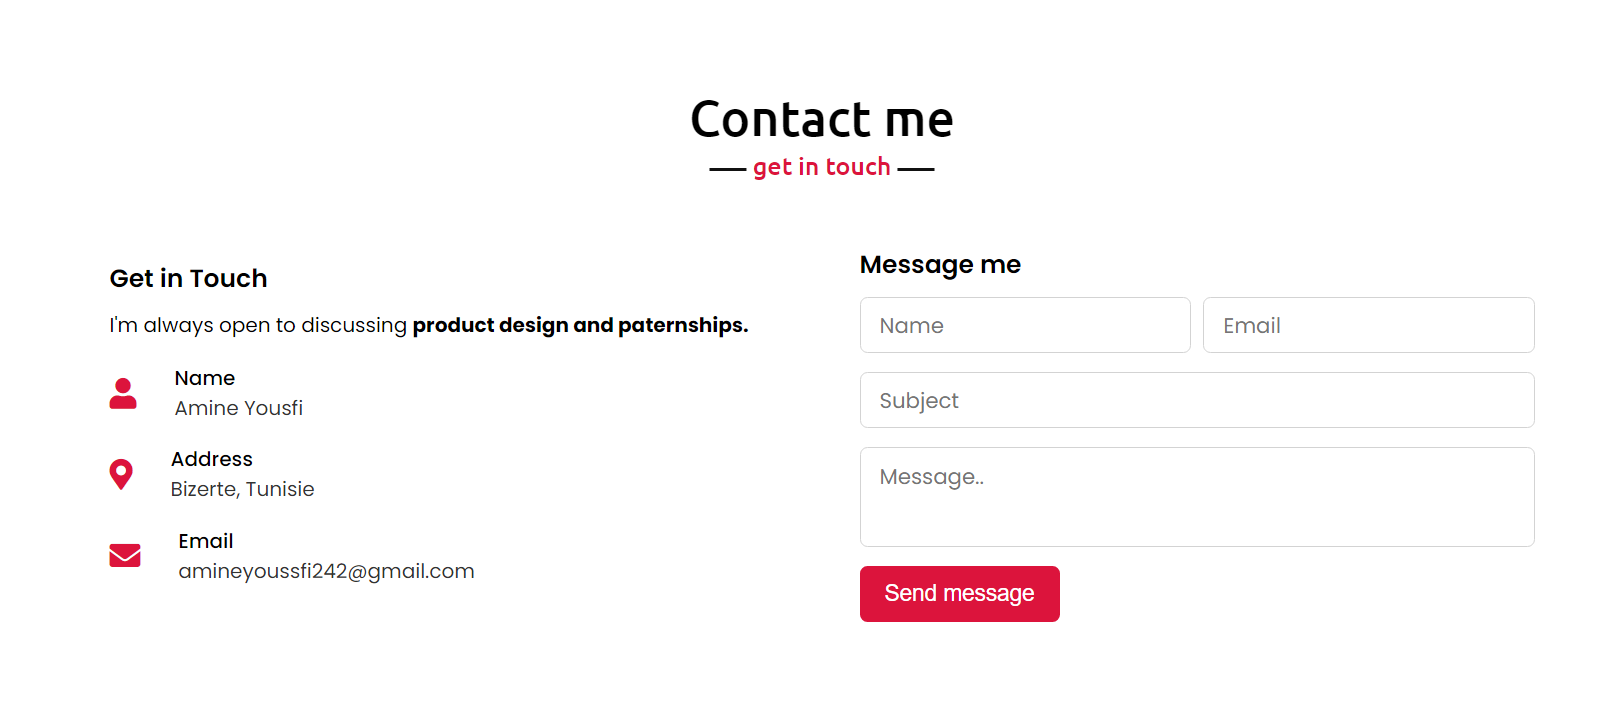 Contact me
get in touch
Get in Touch
I'm always open to discussing product design and paternships.
Name
Amine Yousfi
Address
Bizerte, Tunisie
Email
amineyoussfi242@gmail.com
Message me
Name Email
Subject
Message..
Send message